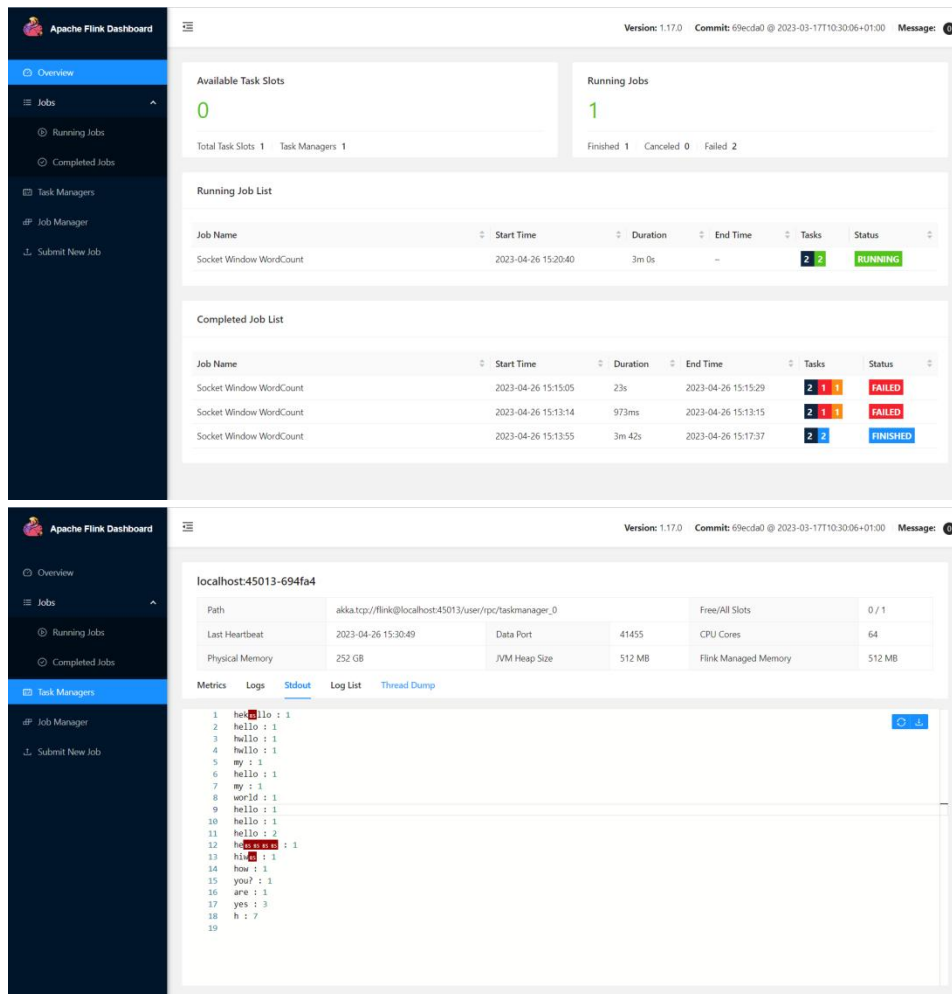 Apache Flink Dashboard
Version: 1.17.0 Commit: 69ecda0 @ 2023-03-17T10:30:06+01:00 Message: 0
Overview
Jobs
Running Jobs
Completed Jobs
Task Managers
Job Manager
Submit New Job
Available Task Slots
0
Total Task Slots 1 Task Managers 1
Running Jobs
1
Finished 1 Canceled 0 Failed 2
Running Job List
Job Name Start Time Duration End Time Tasks Status
Socket Window WordCount 2023-04-26 15:20:40 3m 0s – 2 2 RUNNING
Completed Job List
Job Name Start Time Duration End Time Tasks Status
Socket Window WordCount 2023-04-26 15:15:05 23s 2023-04-26 15:15:29 2 1 1 FAILED
Socket Window WordCount 2023-04-26 15:13:14 973ms 2023-04-26 15:13:15 2 1 1 FAILED
Socket Window WordCount 2023-04-26 15:13:55 3m 42s 2023-04-26 15:17:37 2 2 FINISHED
Apache Flink Dashboard
Version: 1.17.0 Commit: 69ecda0 @ 2023-03-17T10:30:06+01:00 Message: 0
Overview
Jobs
Running Jobs
Completed Jobs
Task Managers
Job Manager
Submit New Job
localhost:45013-694fa4
Path akka.tcp://flink@localhost:45013/user/rpc/taskmanager_0 Free/All Slots 0 / 1
Last Heartbeat 2023-04-26 15:30:49 Data Port 41455 CPU Cores 64
Physical Memory 252 GB JVM Heap Size 512 MB Flink Managed Memory 512 MB
Metrics Logs Stdout Log List Thread Dump
1 hekBSllo : 1
2 hello : 1
3 hwllo : 1
4 hwllo : 1
5 my : 1
6 hello : 1
7 my : 1
8 world : 1
9 hello : 1
10 hello : 1
11 hello : 2
12 heBSBSBSBS : 1
13 hiwBS : 1
14 how : 1
15 you? : 1
16 are : 1
17 yes : 3
18 h : 7
19